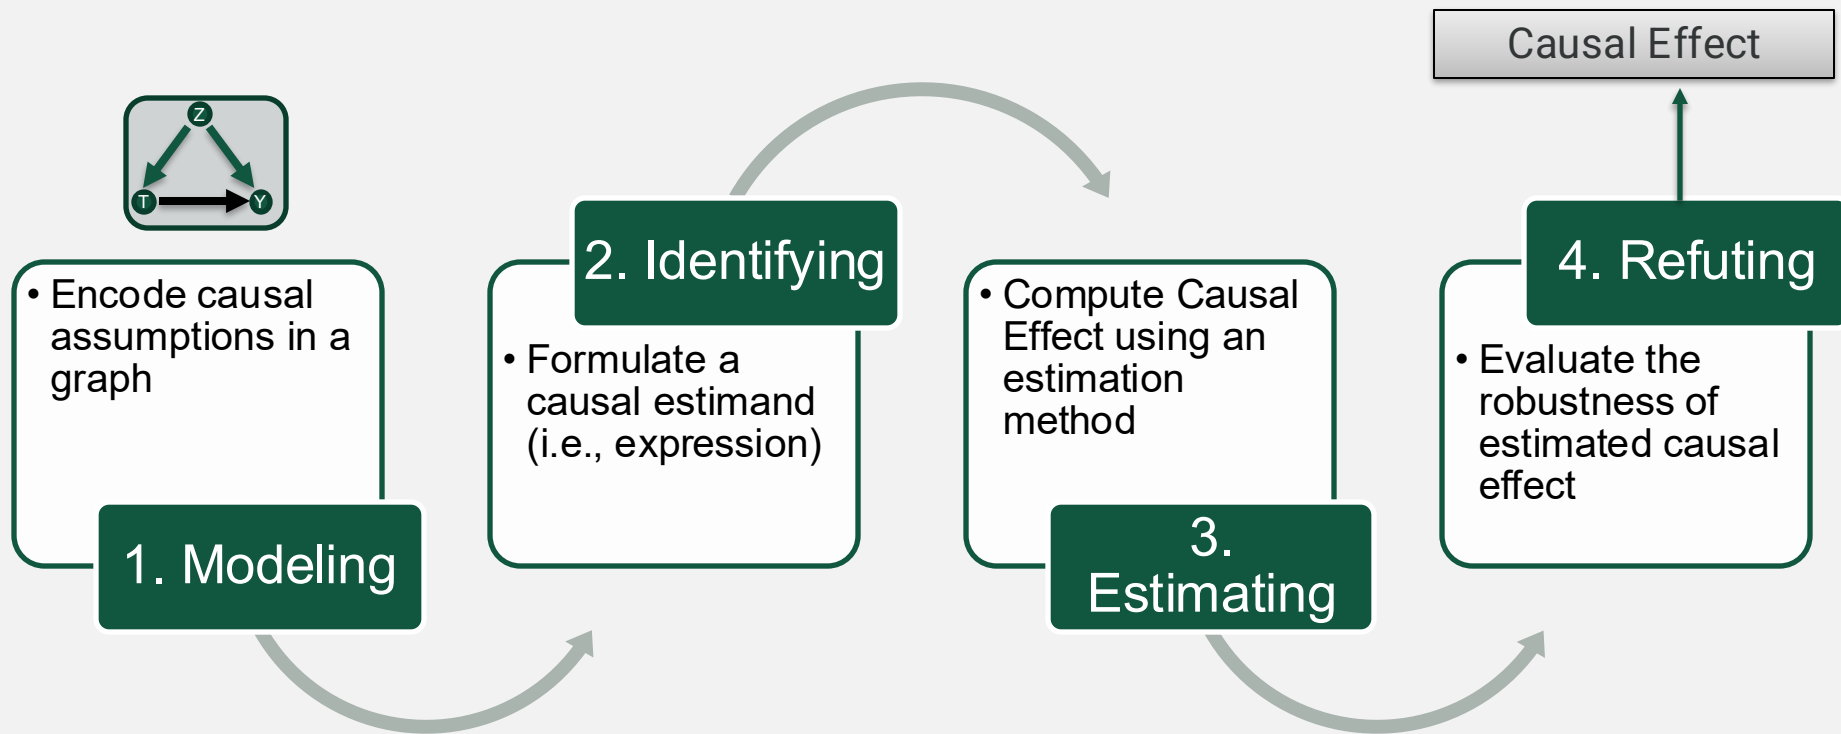 Causal Effect
Z
T
Y
• Encode causal
assumptions in a
graph
1. Modeling
2. Identifying
• Formulate a
causal estimand
(i.e., expression)
• Compute Causal
Effect using an
estimation
method
3.
Estimating
4. Refuting
• Evaluate the
robustness of
estimated causal
effect